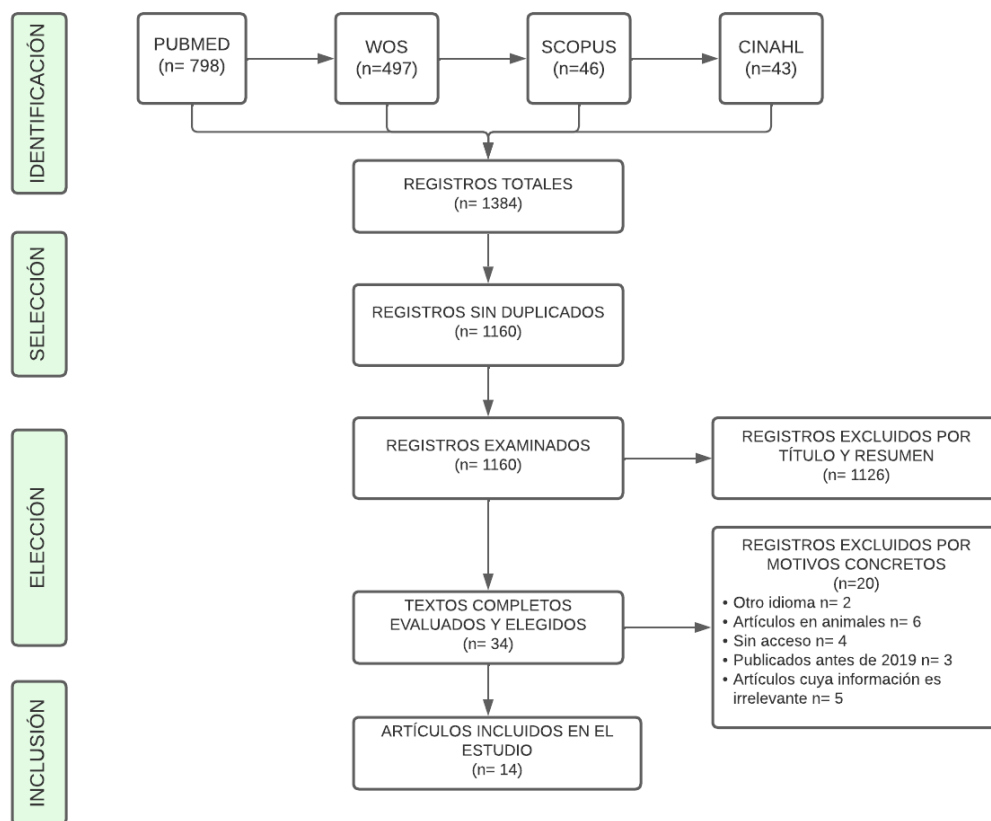 IDENTIFICACIÓN
PUBMED
(n= 798)
WOS
(n=497)
SCOPUS
(n=46)
CINAHL
(n=43)
REGISTROS TOTALES
(n= 1384)
SELECCIÓN
REGISTROS SIN DUPLICADOS
(n= 1160)
ELECCIÓN
REGISTROS EXAMINADOS
(n= 1160)
REGISTROS EXCLUIDOS POR
TÍTULO Y RESUMEN
(n= 1126)
TEXTOS COMPLETOS
EVALUADOS Y ELEGIDOS
(n= 34)
REGISTROS EXCLUIDOS POR
MOTIVOS CONCRETOS
(n=20)
• Otro idioma n= 2
• Artículos en animales n= 6
• Sin acceso n= 4
• Publicados antes de 2019 n= 3
• Artículos cuya información es
irrelevante n= 5
INCLUSIÓN
ARTÍCULOS INCLUIDOS EN EL
ESTUDIO
(n= 14)